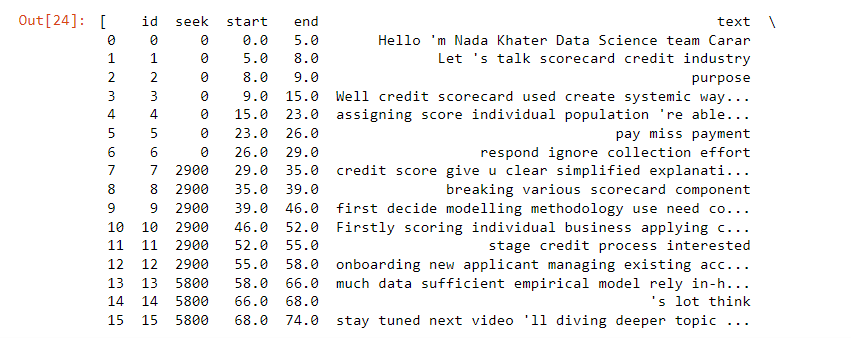 Out[24]: [ id seek start end text \
0 0 0 0.0 5.0 Hello 'm Nada Khater Data Science team Carar
1 1 0 5.0 8.0 Let 's talk scorecard credit industry
2 2 0 8.0 9.0 purpose
3 3 0 9.0 15.0 Well credit scorecard used create systemic way...
4 4 0 15.0 23.0 assigning score individual population 're able...
5 5 0 23.0 26.0 pay miss payment
6 6 0 26.0 29.0 respond ignore collection effort
7 7 2900 29.0 35.0 credit score give u clear simplified explanati...
8 8 2900 35.0 39.0 breaking various scorecard component
9 9 2900 39.0 46.0 first decide modelling methodology use need co...
10 10 2900 46.0 52.0 Firstly scoring individual business applying c...
11 11 2900 52.0 55.0 stage credit process interested
12 12 2900 55.0 58.0 onboarding new applicant managing existing acc...
13 13 5800 58.0 66.0 much data sufficient empirical model rely in-h...
14 14 5800 66.0 68.0 's lot think
15 15 5800 68.0 74.0 stay tuned next video 'll diving deeper topic ...